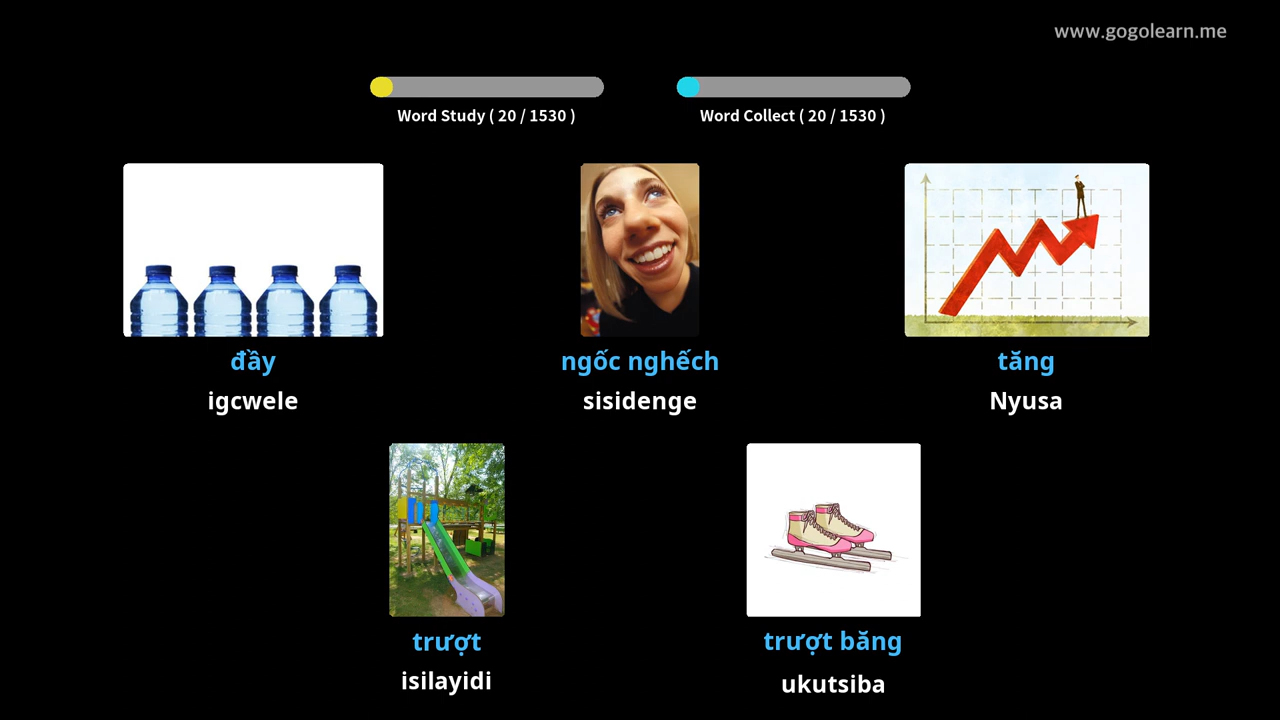 www.gogolearn.me
Word Study ( 20 / 1530 )
Word Collect ( 20 / 1530 )
đầy
ngốc nghếch
tăng
igcwele
sisidenge
Nyusa
trượt
trượt băng
isilayidi
ukutsiba